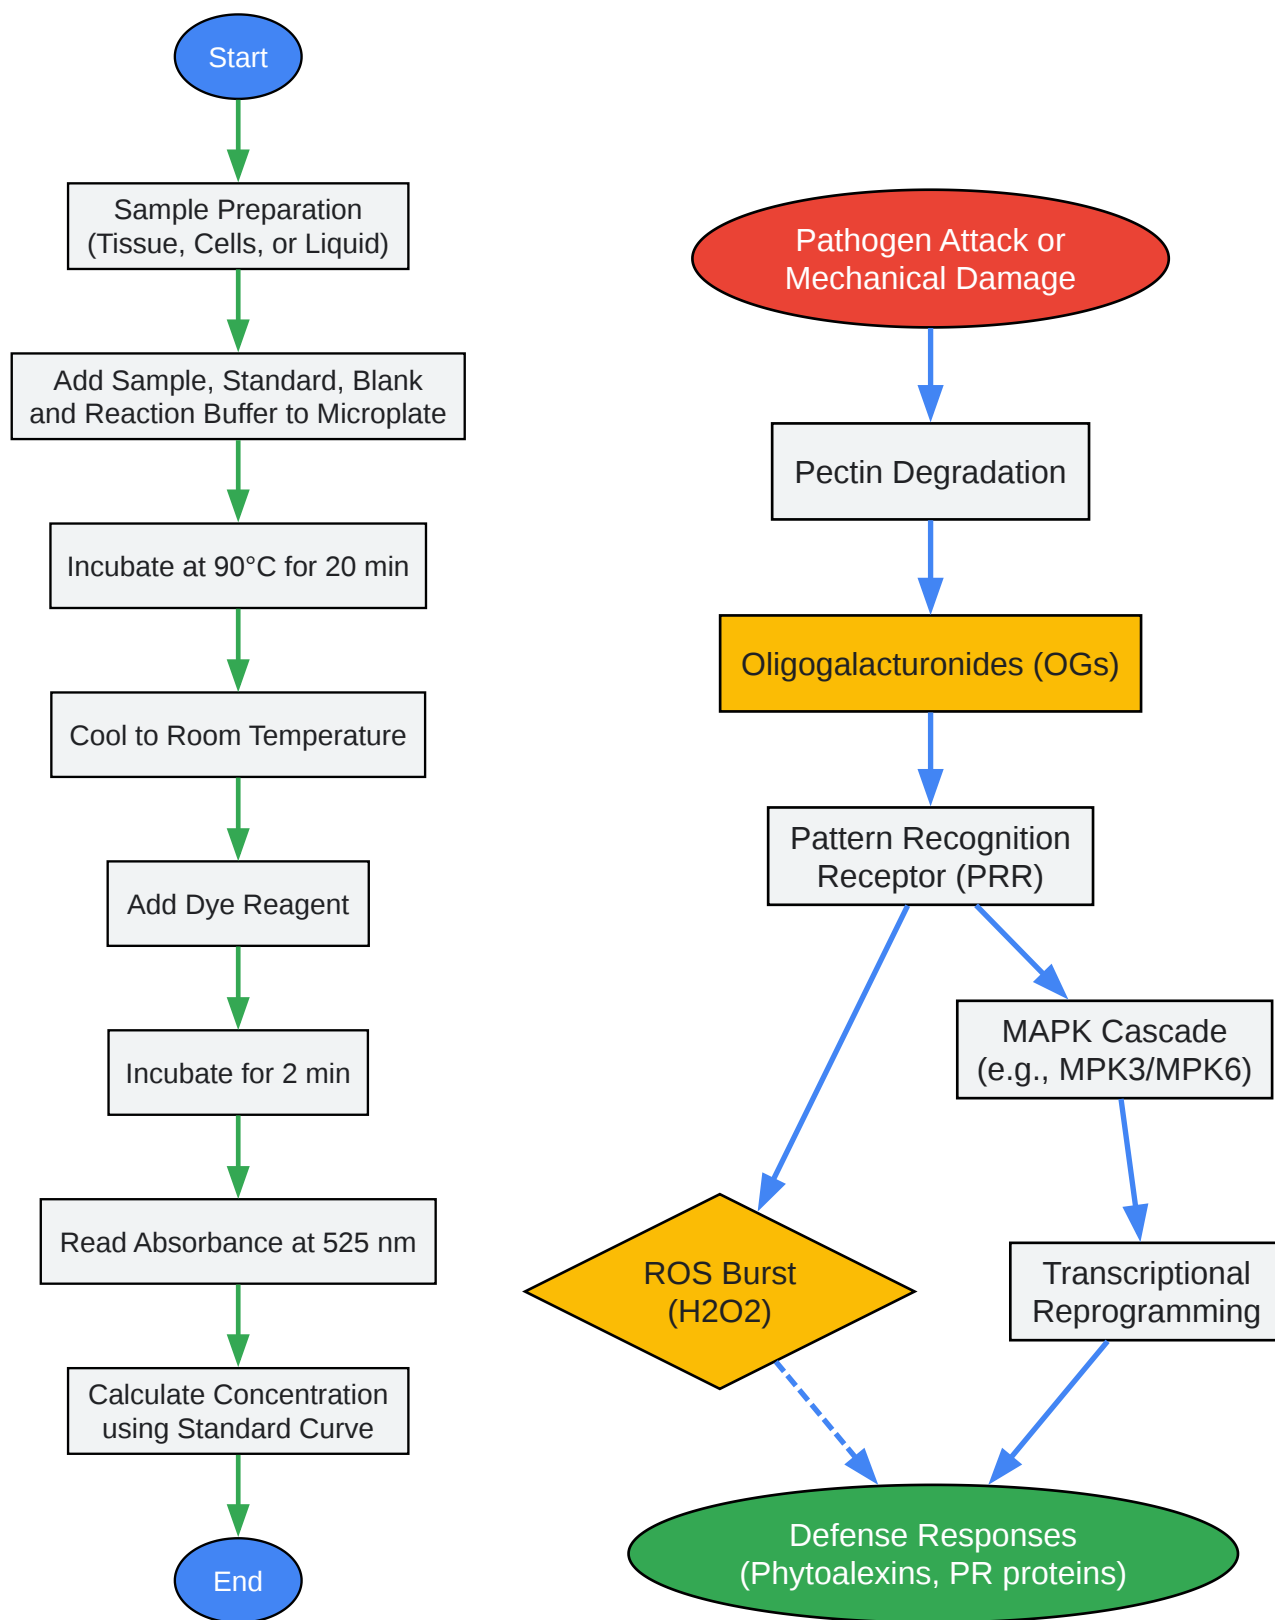 Start
Sample Preparation
(Tissue, Cells, or Liquid)
Add Sample, Standard, Blank
and Reaction Buffer to Microplate
Incubate at 90°C for 20 min
Cool to Room Temperature
Add Dye Reagent
Incubate for 2 min
Read Absorbance at 525 nm
Calculate Concentration
using Standard Curve
End
Pathogen Attack or
Mechanical Damage
Pectin Degradation
Oligogalacturonides (OGs)
Pattern Recognition
Receptor (PRR)
MAPK Cascade
(e.g., MPK3/MPK6)
ROS Burst
(H2O2)
Transcriptional
Reprogramming
Defense Responses
(Phytoalexins, PR proteins)